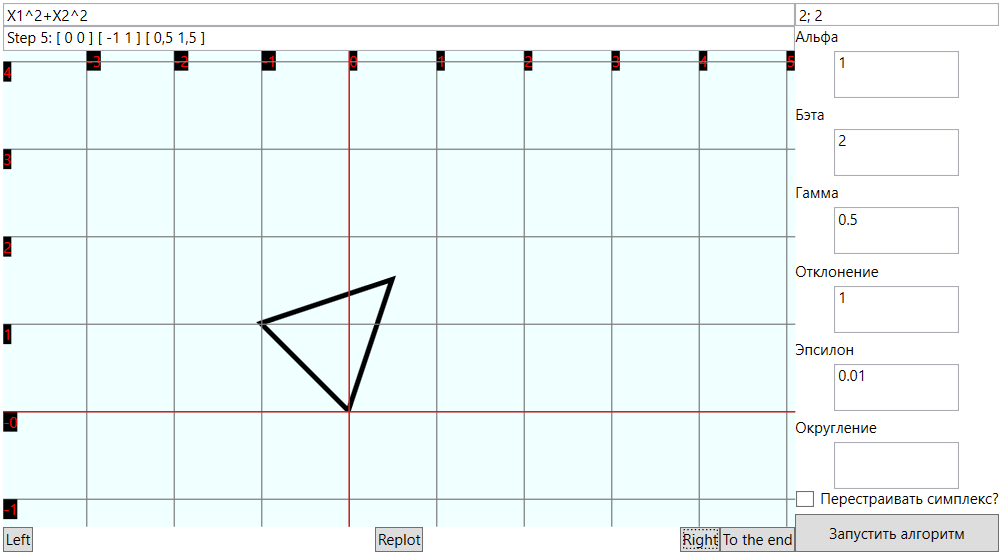 X1^2+X2^2
2; 2
Step 5: [ 0 0 ] [ -1 1 ] [ 0,5 1,5 ]
Альфа
1
Бэта
2
Гамма
0.5
Отклонение
1
Эпсилон
0.01
Округление
Перестраивать симплекс?
Запустить алгоритм
-3 -2 -1 0 1 2 3 4 5
4
3
2
1
-0
-1
Left
Replot
Right
To the end